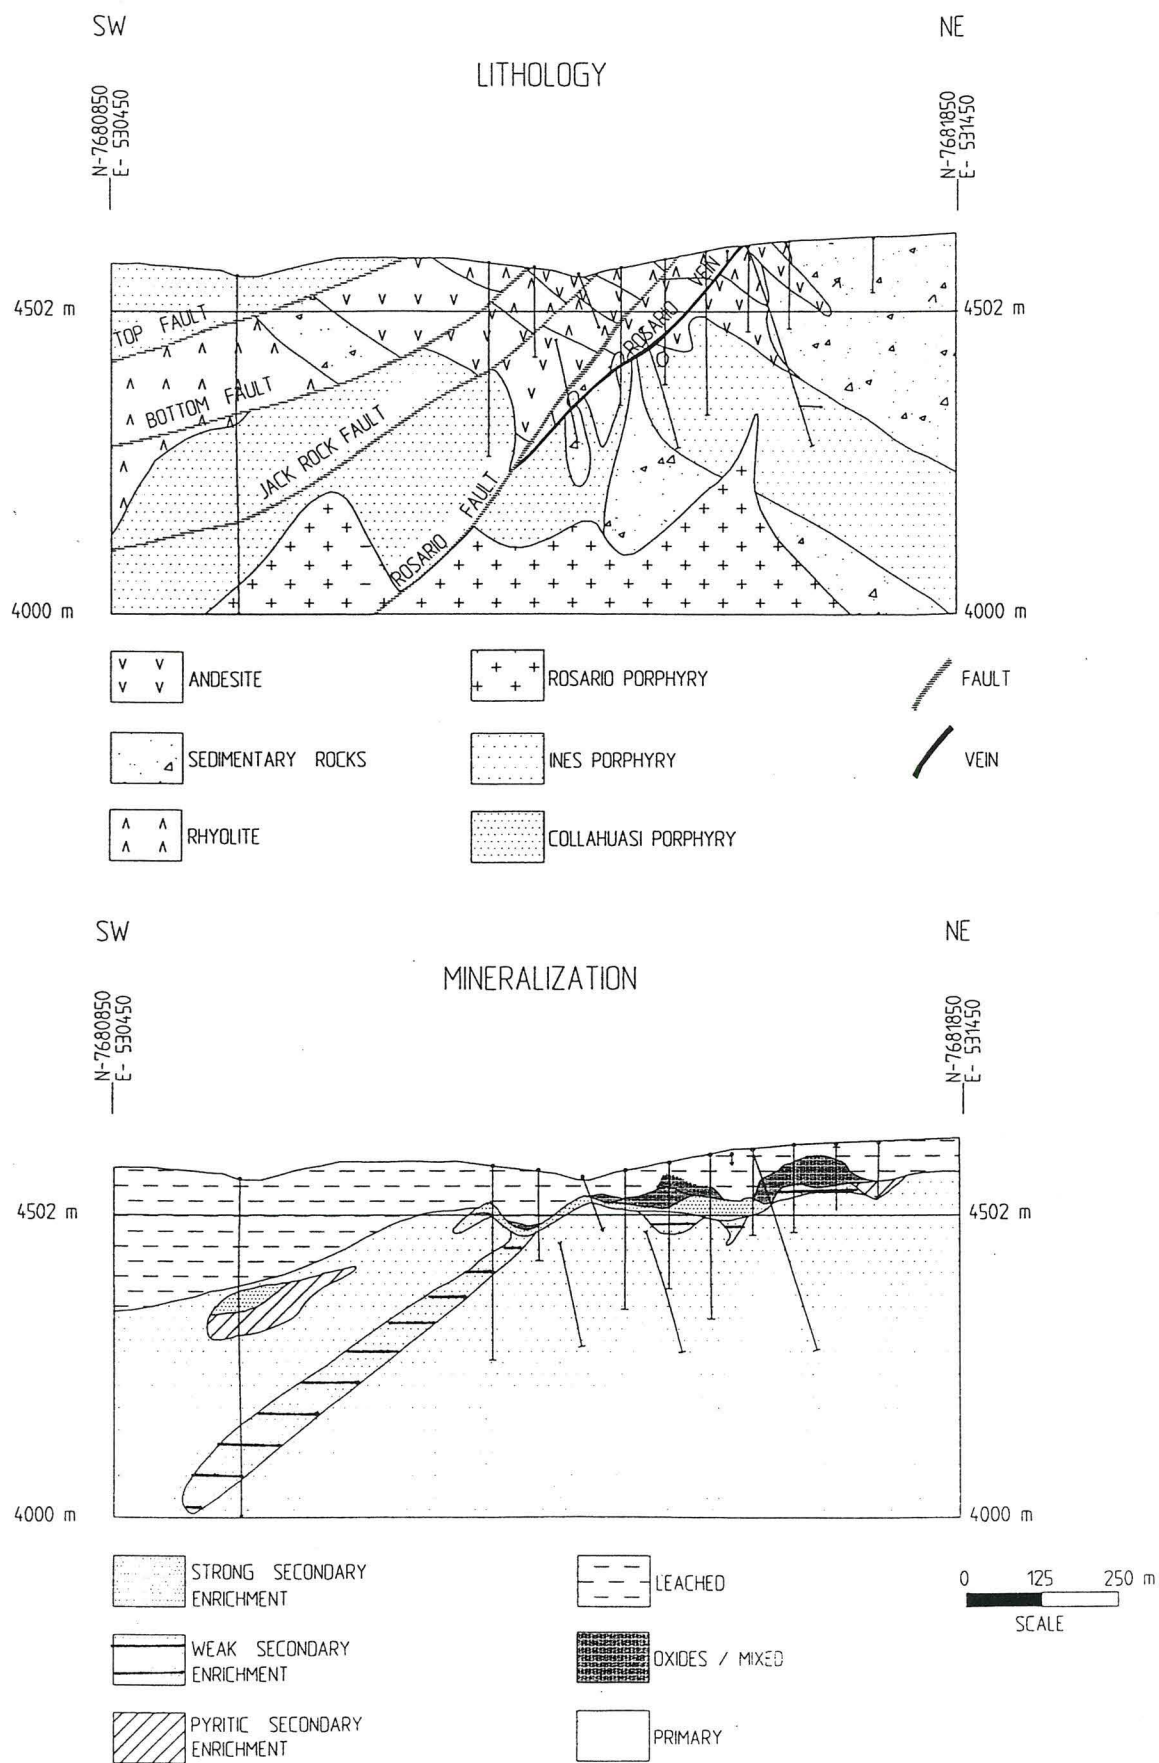 SW
NE
LITHOLOGY
N-7680850
E- 530450
N-7681850
E- 531450
4502 m
4502 m
TOP FAULT
BOTTOM FAULT
JACK ROCK FAULT
ROSARIO FAULT
ROSARIO VEIN
4000 m
4000 m
ANDESITE
ROSARIO PORPHYRY
FAULT
SEDIMENTARY ROCKS
INES PORPHYRY
VEIN
RHYOLITE
COLLAHUASI PORPHYRY
SW
NE
MINERALIZATION
N-7680850
E- 530450
N-7681850
E- 531450
4502 m
4502 m
4000 m
4000 m
STRONG SECONDARY
ENRICHMENT
LEACHED
0 125 250 m
SCALE
WEAK SECONDARY
ENRICHMENT
OXIDES / MIXED
PYRITIC SECONDARY
ENRICHMENT
PRIMARY